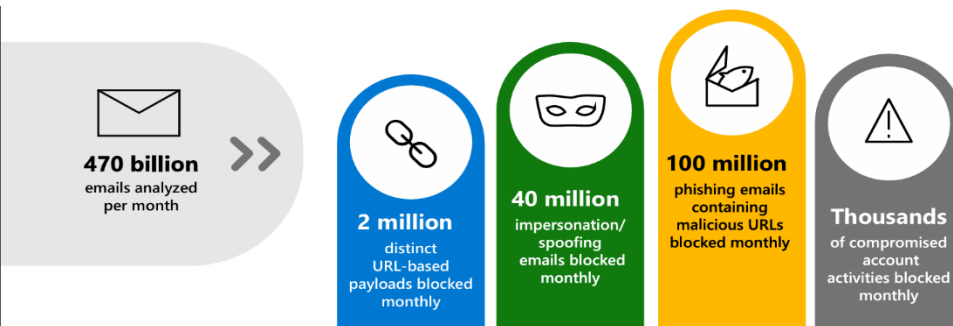 470 billion
emails analyzed
per month
2 million
distinct
URL-based
payloads blocked
monthly
40 million
impersonation/
spoofing
emails blocked
monthly
100 million
phishing emails
containing
malicious URLs
blocked monthly
Thousands
of compromised
account
activities blocked
monthly